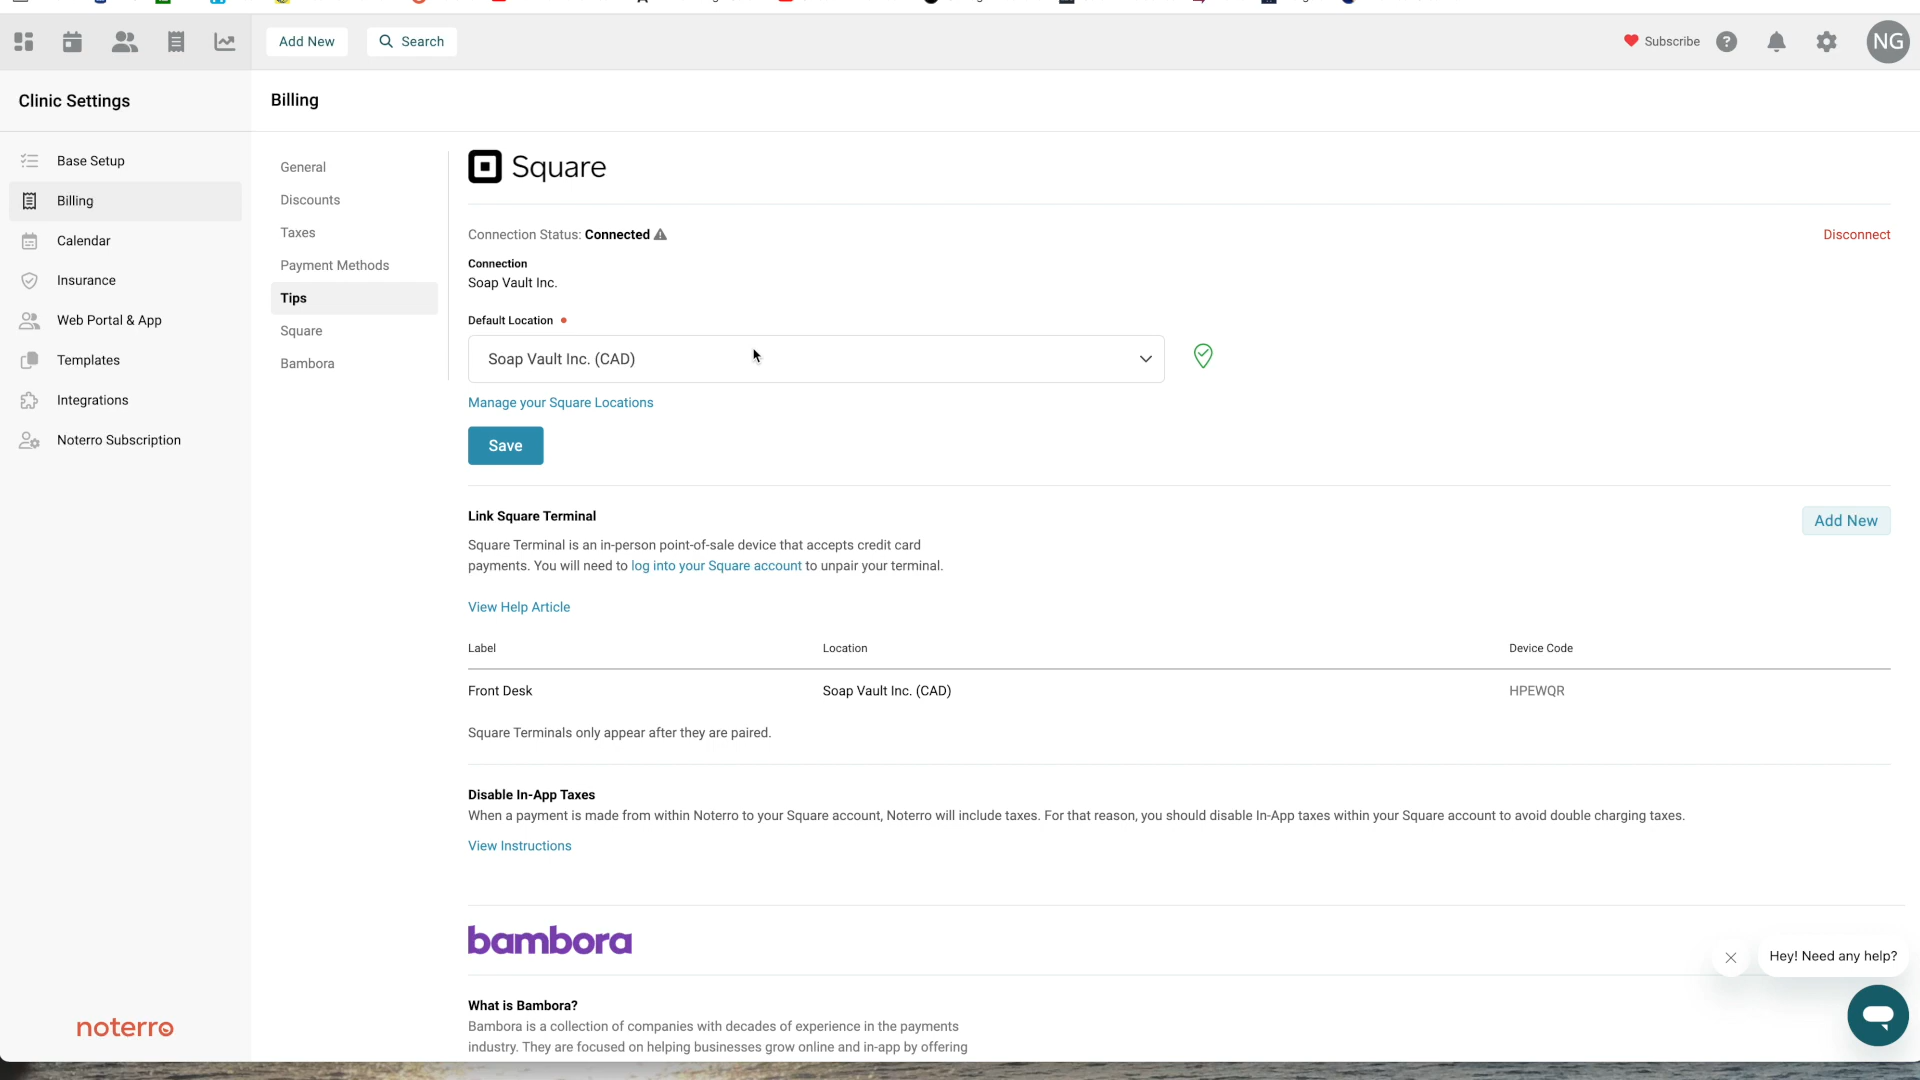 Add New
Search
Subscribe
?
NG
Clinic Settings
Billing
Base Setup
Billing
Calendar
Insurance
Web Portal & App
Templates
Integrations
Noterro Subscription
General
Discounts
Taxes
Payment Methods
Tips
Square
Bambora
Square
Connection Status: Connected
Disconnect
Connection
Soap Vault Inc.
Default Location
Soap Vault Inc. (CAD)
Manage your Square Locations
Save
Link Square Terminal
Add New
Square Terminal is an in-person point-of-sale device that accepts credit card
payments. You will need to log into your Square account to unpair your terminal.
View Help Article
Label Location Device Code
Front Desk Soap Vault Inc. (CAD) HPEWQR
Square Terminals only appear after they are paired.
Disable In-App Taxes
When a payment is made from within Noterro to your Square account, Noterro will include taxes. For that reason, you should disable In-App taxes within your Square account to avoid double charging taxes.
View Instructions
bambora
Hey! Need any help?
What is Bambora?
Bambora is a collection of companies with decades of experience in the payments
industry. They are focused on helping businesses grow online and in-app by offering
noterro